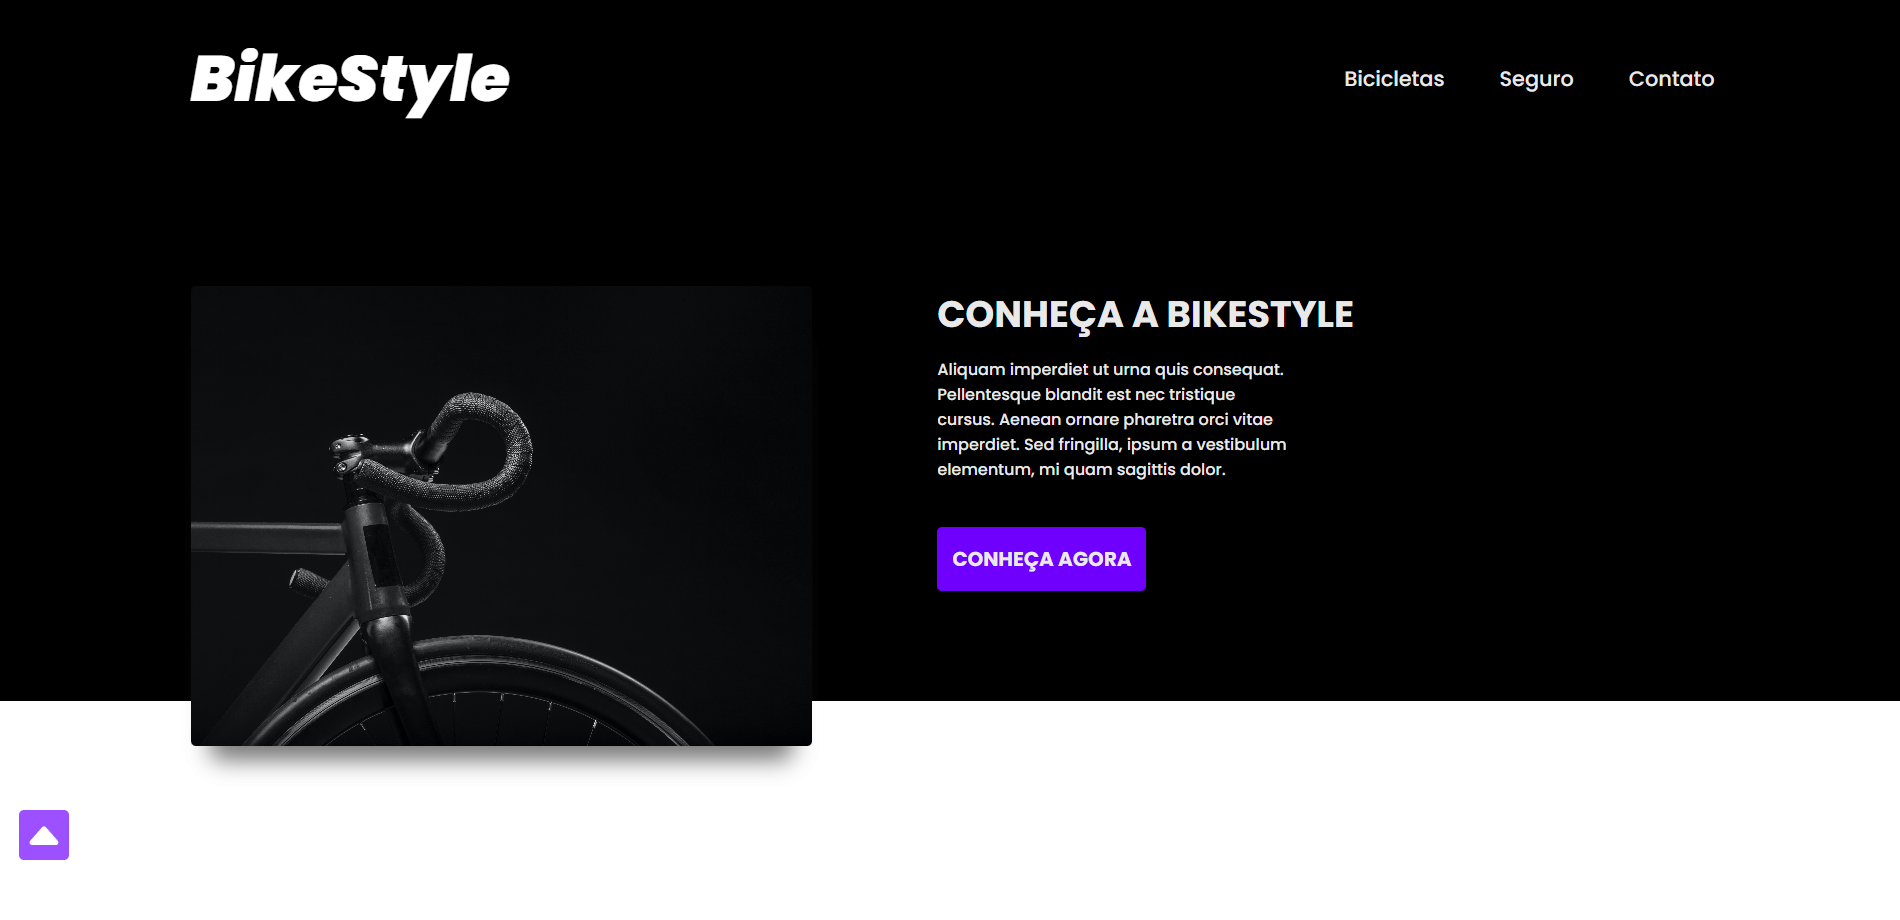 BikeStyle
Bicicletas Seguro Contato
CONHEÇA A BIKESTYLE
Aliquam imperdiet ut urna quis consequat.
Pellentesque blandit est nec tristique
cursus. Aenean ornare pharetra orci vitae
imperdiet. Sed fringilla, ipsum a vestibulum
elementum, mi quam sagittis dolor.
CONHEÇA AGORA